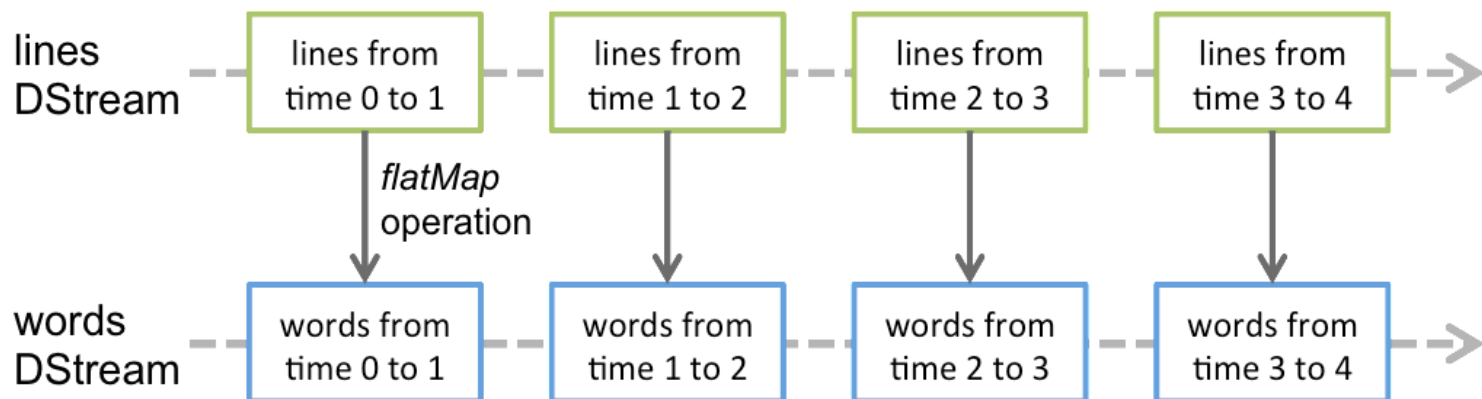 lines
DStream
lines from
time 0 to 1
lines from
time 1 to 2
lines from
time 2 to 3
lines from
time 3 to 4
flatMap
operation
words
DStream
words from
time 0 to 1
words from
time 1 to 2
words from
time 2 to 3
words from
time 3 to 4